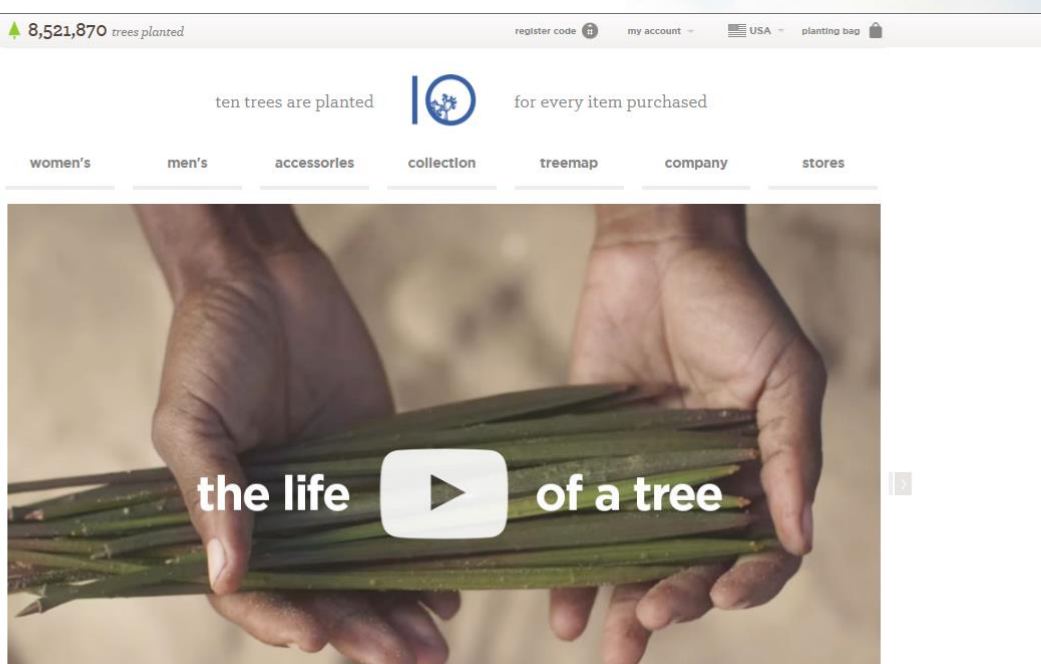 8,521,870 trees planted register code my account USA planting bag
ten trees are planted 10 for every item purchased
women's men's accessories collection treemap company stores
the life of a tree